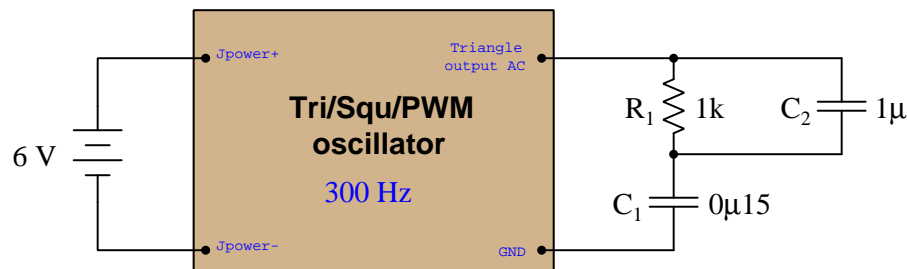 Jpower+
Triangle
output AC
Tri/Squ/PWM
oscillator
300 Hz
6 V
R1
1k
C2
1μ
C1
0μ15
Jpower-
GND